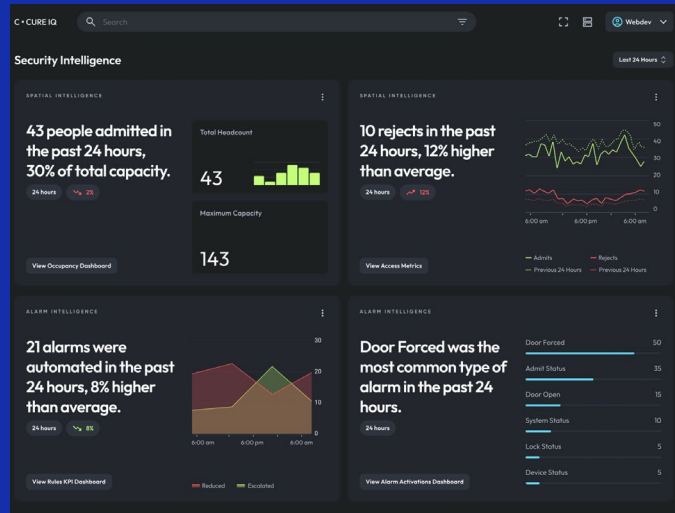 C•CURE IQ
Search
Webdev
Security Intelligence
Last 24 Hours
SPATIAL INTELLIGENCE
43 people admitted in
the past 24 hours,
30% of total capacity.
24 hours
2%
View Occupancy Dashboard
Total Headcount
43
Maximum Capacity
143
SPATIAL INTELLIGENCE
10 rejects in the past
24 hours, 12% higher
than average.
24 hours
12%
View Access Metrics
50
40
30
20
10
0
6:00 am
6:00 pm
6:00 am
Admits
Rejects
Previous 24 Hours
Previous 24 Hours
ALARM INTELLIGENCE
21 alarms were
automated in the past
24 hours, 8% higher
than average.
24 hours
8%
View Rules KPI Dashboard
30
20
10
0
6:00 am
6:00 pm
6:00 am
Reduced
Escalated
ALARM INTELLIGENCE
Door Forced was the
most common type of
alarm in the past 24
hours.
24 hours
View Alarm Activations Dashboard
Door Forced 50
Admit Status 35
Door Open 15
System Status 10
Lock Status 5
Device Status 5